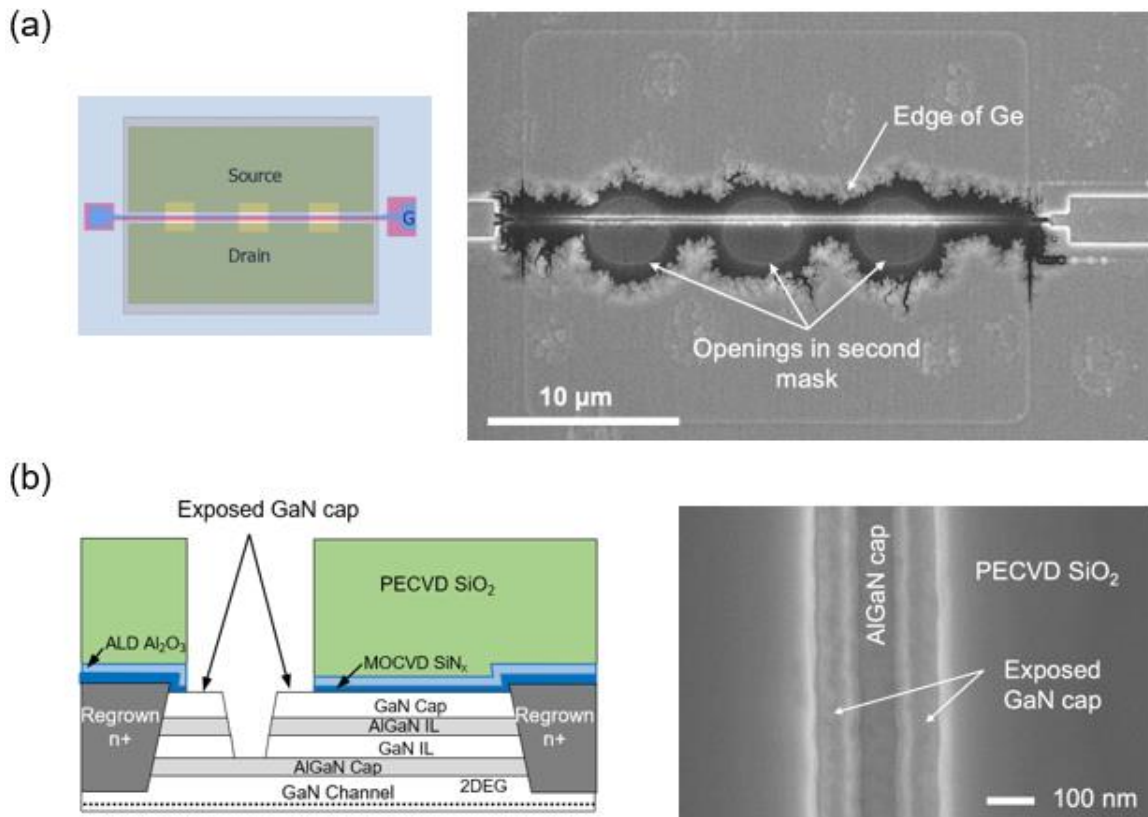 (a)
Source
G
Drain
Edge of Ge
Openings in second
mask
10 µm
(b)
Exposed GaN cap
PECVD SiO₂
ALD Al₂O₃
MOCVD SiNₓ
Regrown
n+
GaN Cap
AlGaN IL
GaN IL
AlGaN Cap
2DEG
GaN Channel
Regrown
n+
AlGaN cap
PECVD SiO₂
Exposed
GaN cap
100 nm